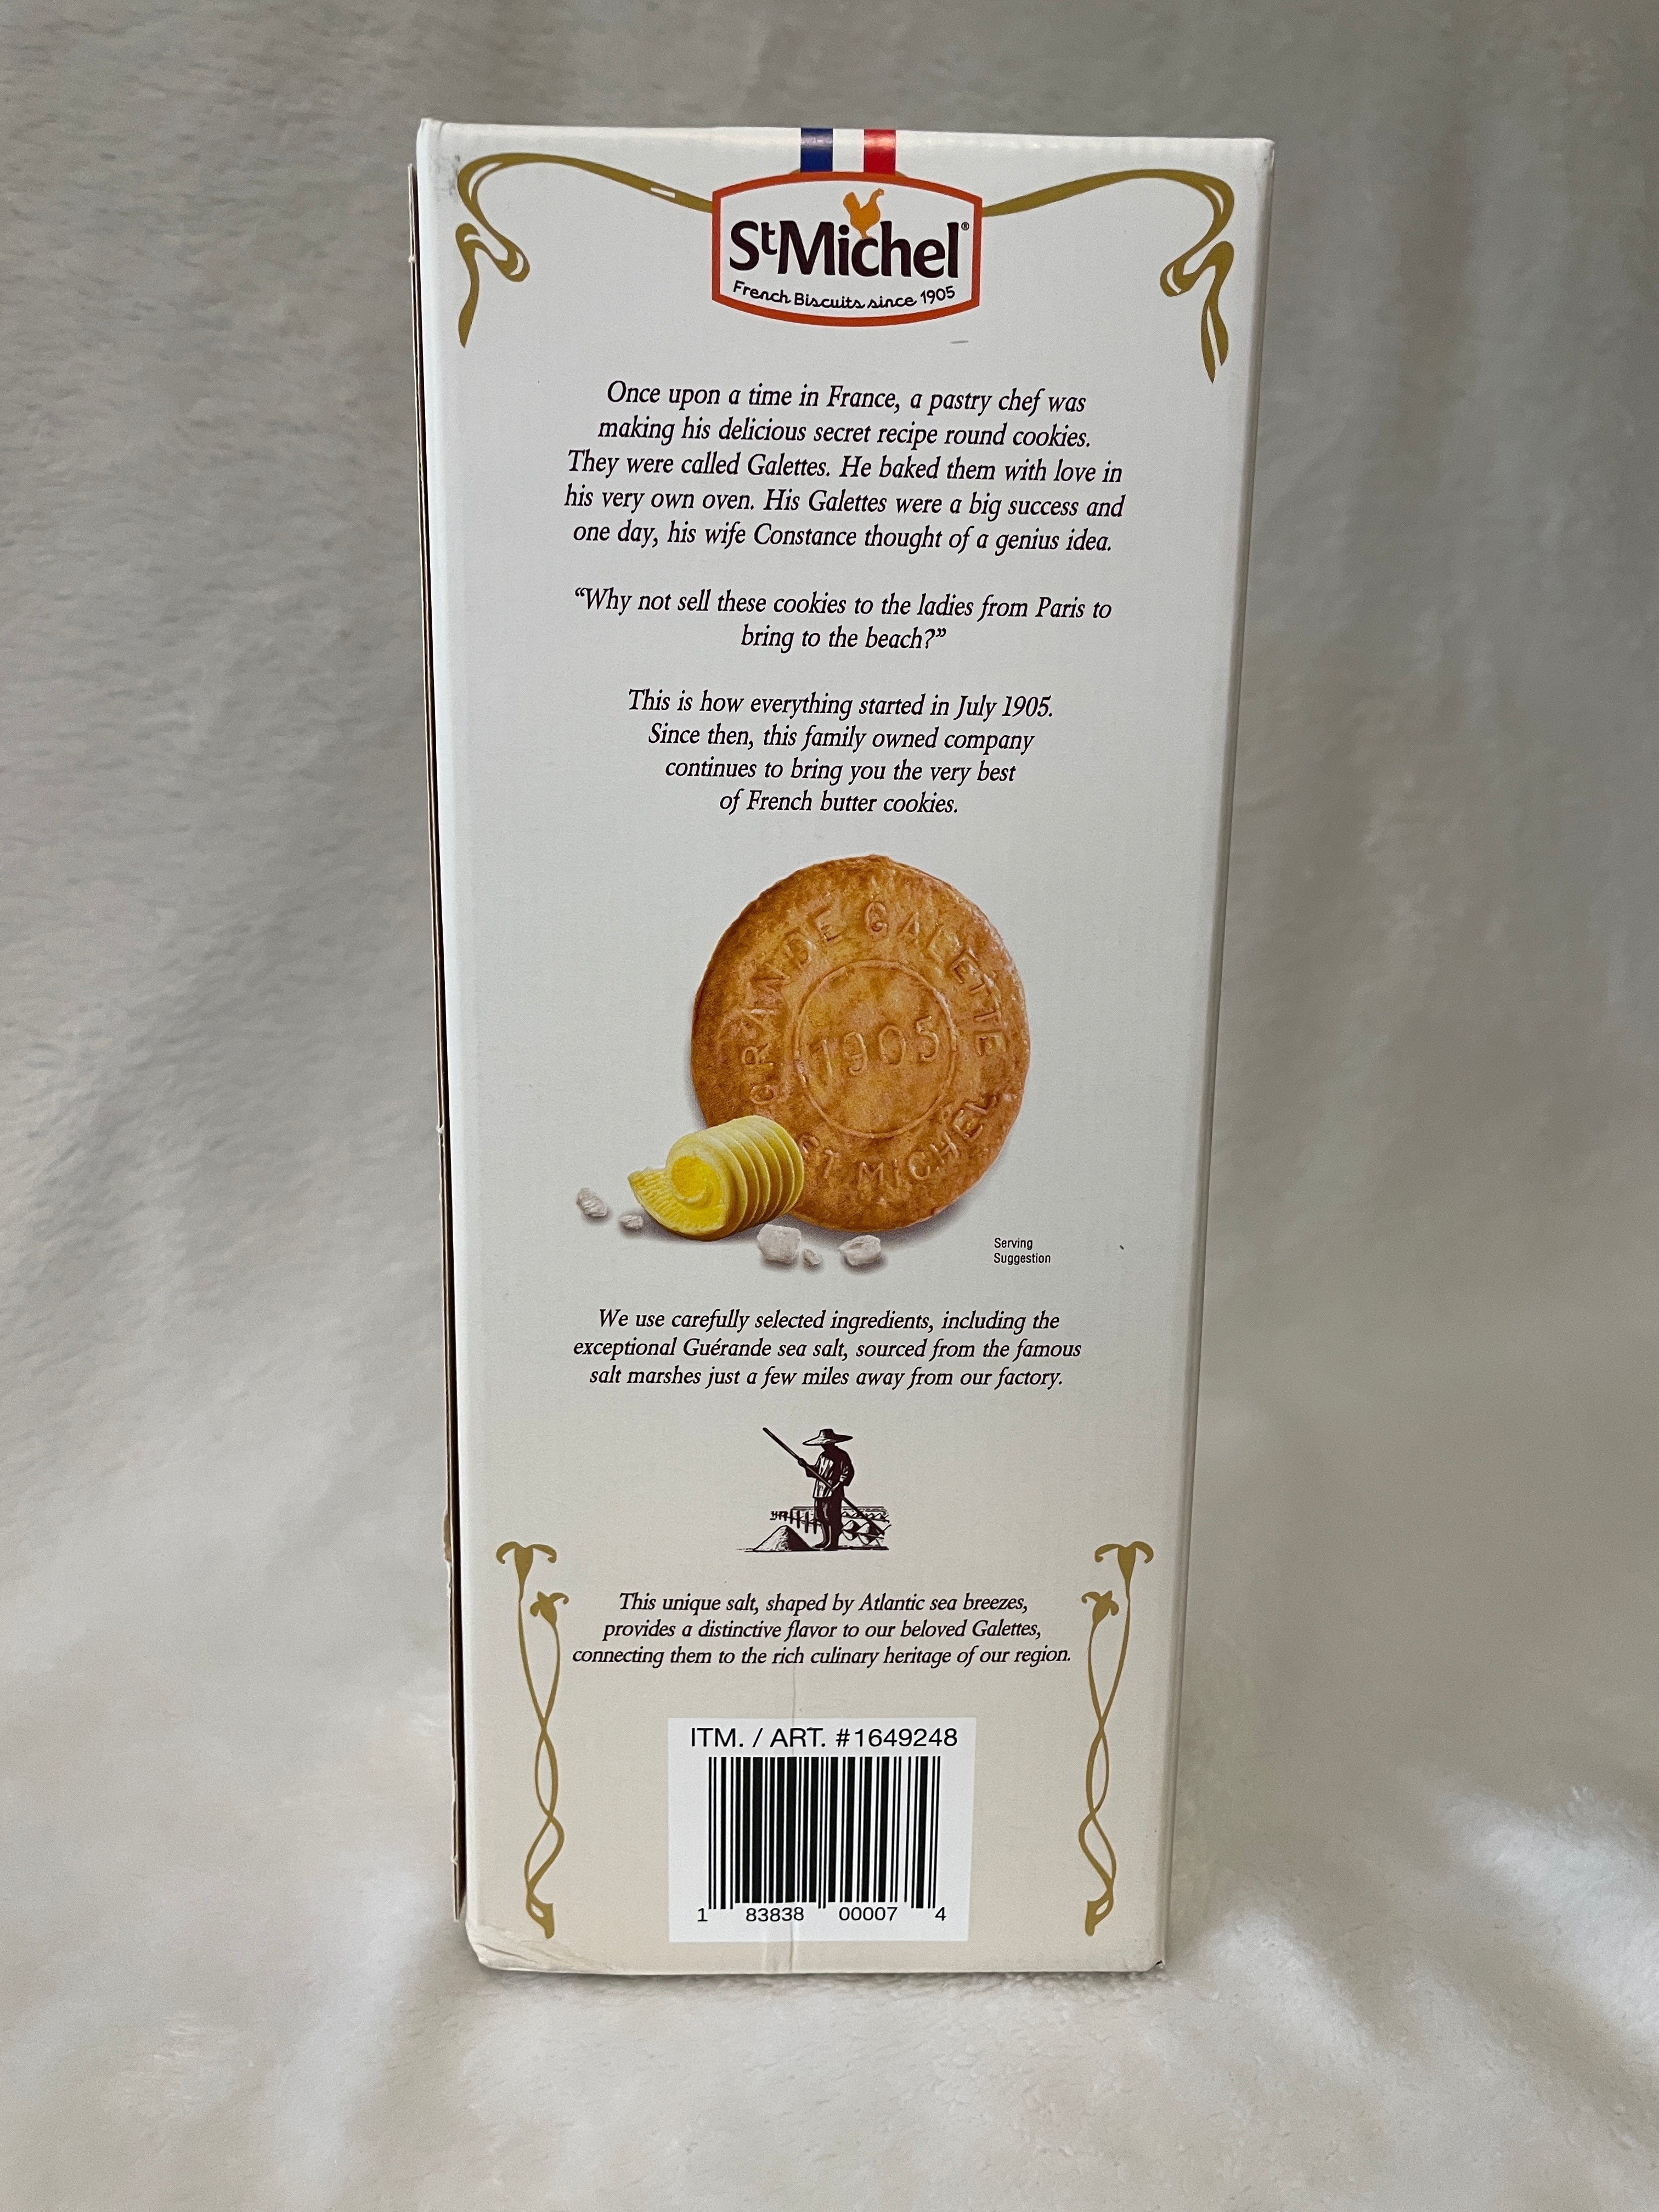 StMichel®
French Biscuits since 1905
Once upon a time in France, a pastry chef was
making his delicious secret recipe round cookies.
They were called Galettes. He baked them with love in
his very own oven. His Galettes were a big success and
one day, his wife Constance thought of a genius idea.
“Why not sell these cookies to the ladies from Paris to
bring to the beach?”
This is how everything started in July 1905.
Since then, this family owned company
continues to bring you the very best
of French butter cookies.
GRANDE GALETTE
1905
ST MICHEL
Serving
Suggestion
We use carefully selected ingredients, including the
exceptional Guérande sea salt, sourced from the famous
salt marshes just a few miles away from our factory.
This unique salt, shaped by Atlantic sea breezes,
provides a distinctive flavor to our beloved Galettes,
connecting them to the rich culinary heritage of our region.
ITM. / ART. #1649248
1 83838 00007 4